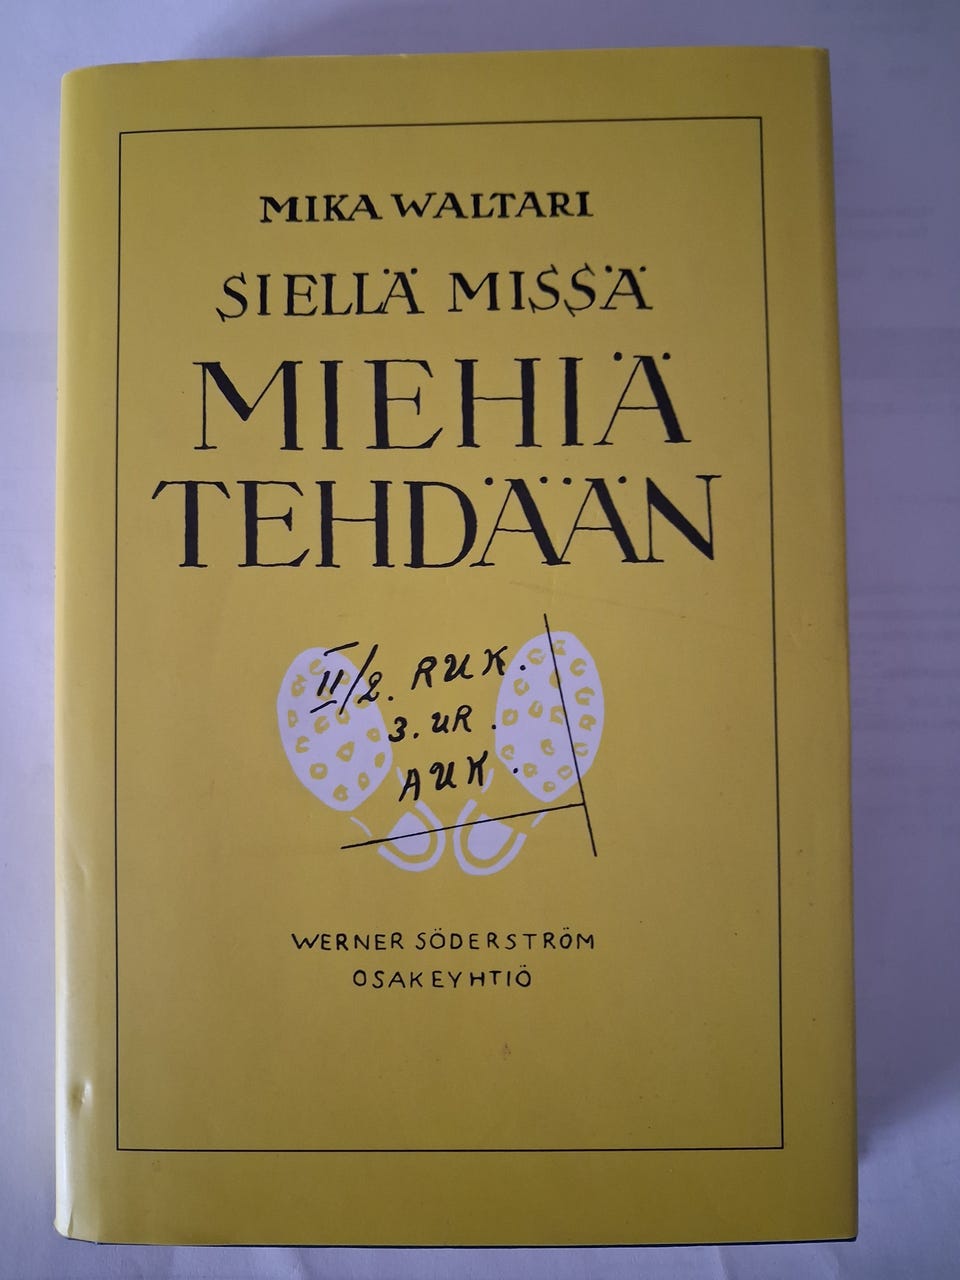 MIKA WALTARI
SIELLÄ MISSÄ
MIEHIÄ
TEHDÄÄN
II/2. RUK.
3. UR.
AUK.
WERNER SÖDERSTRÖM
OSAKEYHTIÖ